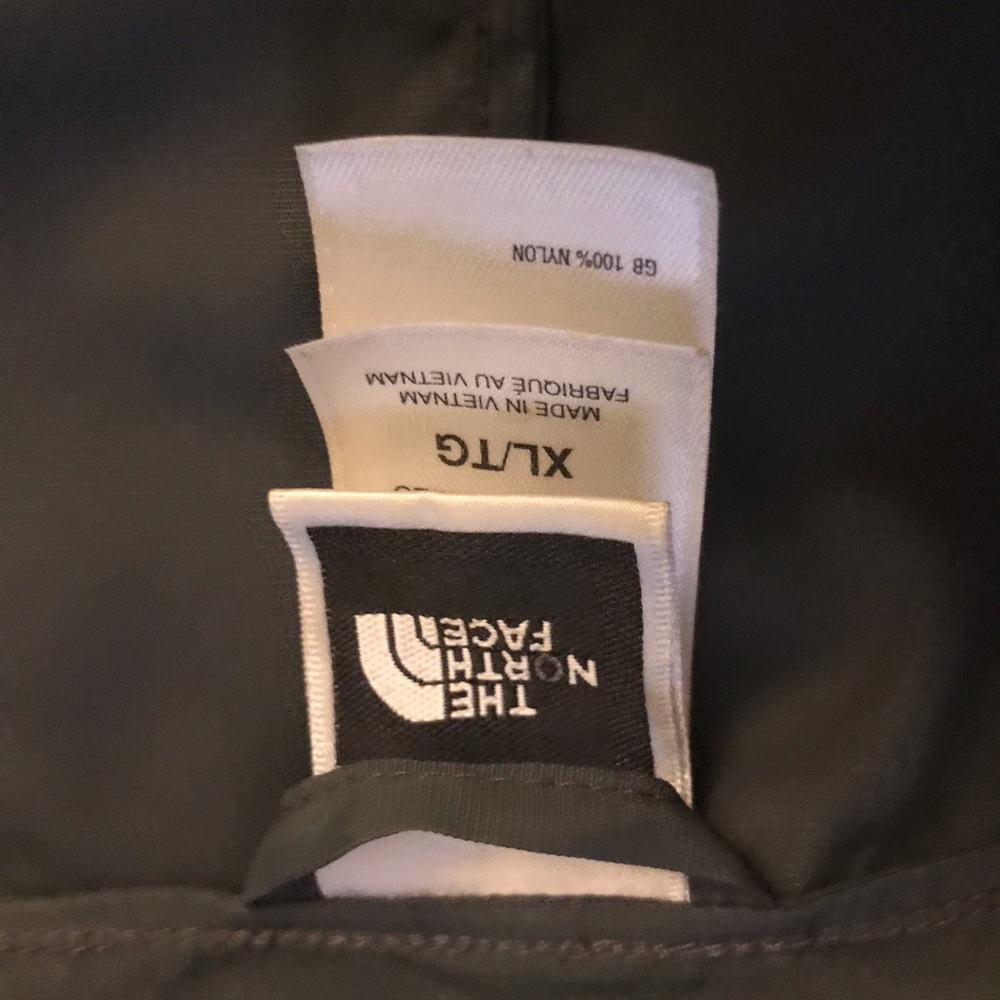 THE
NORTH
FACE
XL/TG
MADE IN VIETNAM
FABRIQUÉ AU VIETNAM
GB 100% NYLON